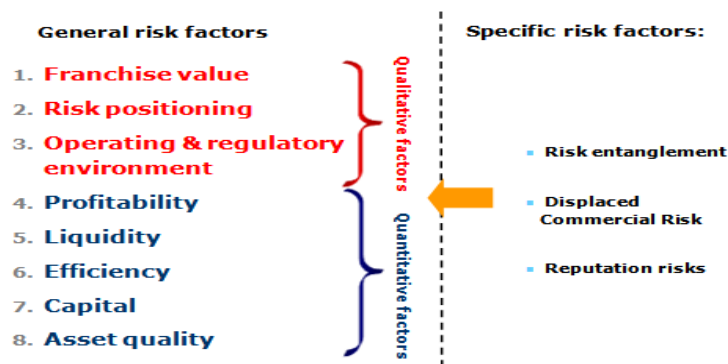 General risk factors
1. Franchise value
2. Risk positioning
3. Operating & regulatory
environment
4. Profitability
5. Liquidity
6. Efficiency
7. Capital
8. Asset quality
Qualitative factors
Quantitative factors
Specific risk factors:
Risk entanglement
Displaced
Commercial Risk
Reputation risks